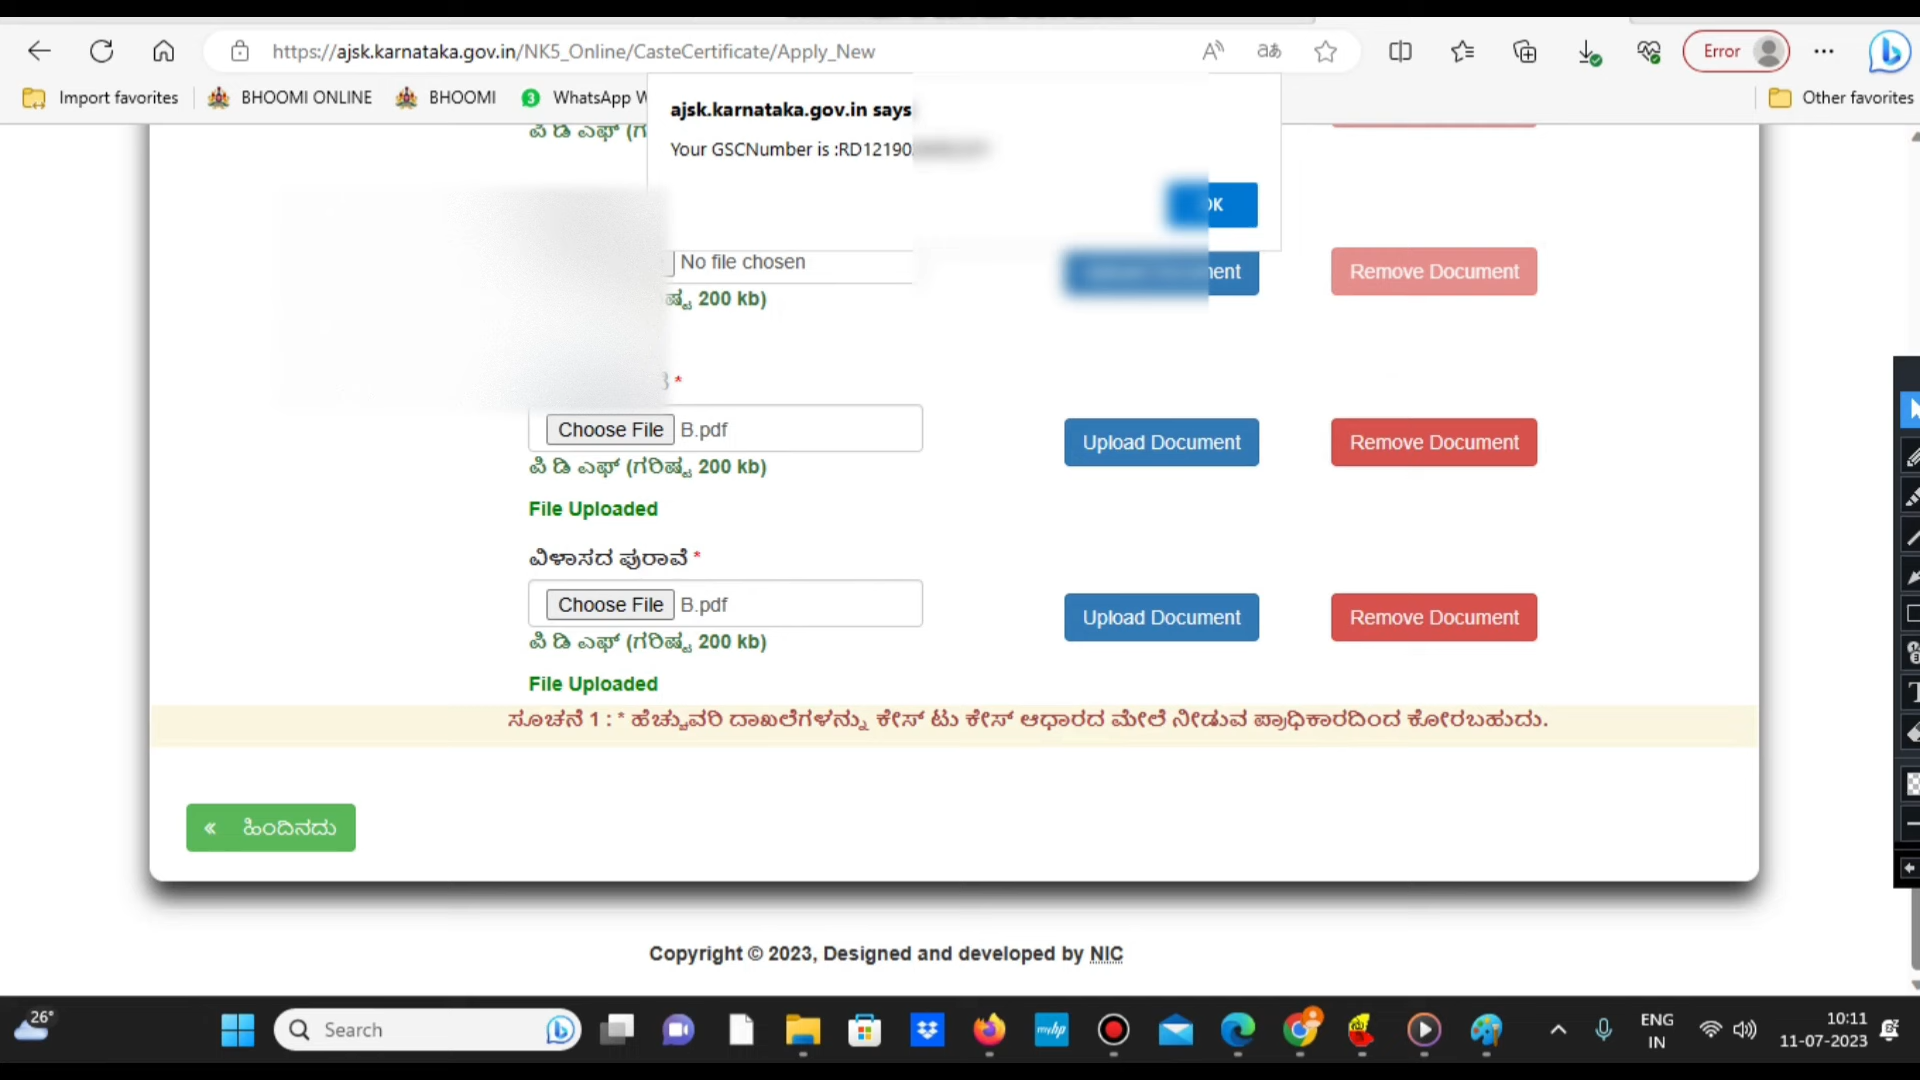 https://ajsk.karnataka.gov.in/NK5_Online/CasteCertificate/Apply_New
Error
Import favorites
BHOOMI ONLINE
BHOOMI
WhatsApp W
Other favorites
ajsk.karnataka.gov.in says
Your GSCNumber is :RD12190
ಪಿ ಡಿ ಎಫ್ (ಗ
OK
No file chosen
Remove Document
200 kb)
*
Choose File B.pdf
Upload Document
Remove Document
ಪಿ ಡಿ ಎಫ್ (ಗರಿಷ್ಟ 200 kb)
File Uploaded
ವಿಳಾಸದ ಪುರಾವೆ *
Choose File B.pdf
Upload Document
Remove Document
ಪಿ ಡಿ ಎಫ್ (ಗರಿಷ್ಟ 200 kb)
File Uploaded
ಸೂಚನೆ 1 : * ಹೆಚ್ಚುವರಿ ದಾಖಲೆಗಳನ್ನು ಕೇಸ್ ಟು ಕೇಸ್ ಆಧಾರದ ಮೇಲೆ ನೀಡುವ ಪ್ರಾಧಿಕಾರದಿಂದ ಕೋರಬಹುದು.
« ಹಿಂದಿನದು
Copyright © 2023, Designed and developed by NIC
26°
Search
myhp
ENG
IN
10:11
11-07-2023